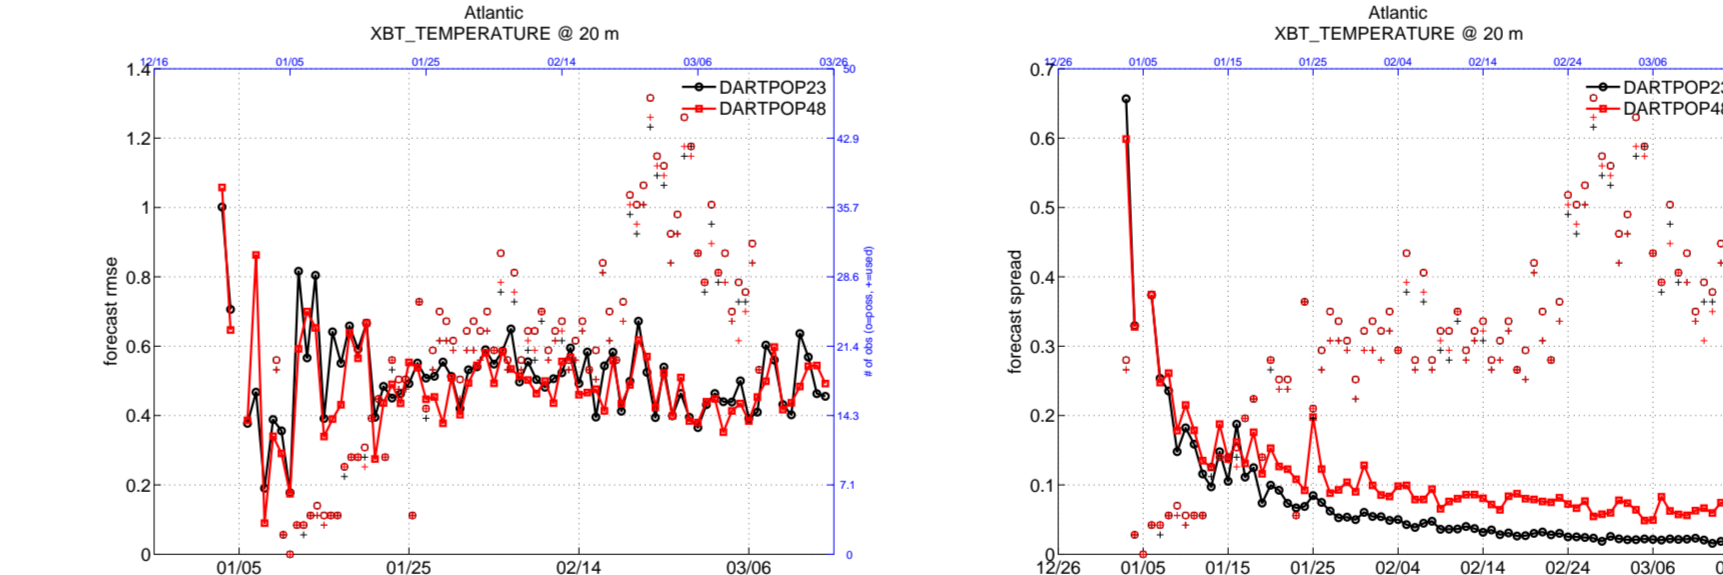 Atlantic
XBT_TEMPERATURE @ 20 m
12/16 01/05 01/25 02/14 03/06 03/26
1.4 50
DARTPOP23
DARTPOP48
1.2 42.9
1 35.7
0.8 28.6
0.6 21.4
0.4 14.3
0.2 7.1
0 0
forecast rmse
# of obs (o=poss, +=used)
01/05 01/25 02/14 03/06
Atlantic
XBT_TEMPERATURE @ 20 m
12/26 01/05 01/15 01/25 02/04 02/14 02/24 03/06
0.7
DARTPOP23
DARTPOP48
0.6
0.5
0.4
0.3
0.2
0.1
0
forecast spread
12/26 01/05 01/15 01/25 02/04 02/14 02/24 03/06 0